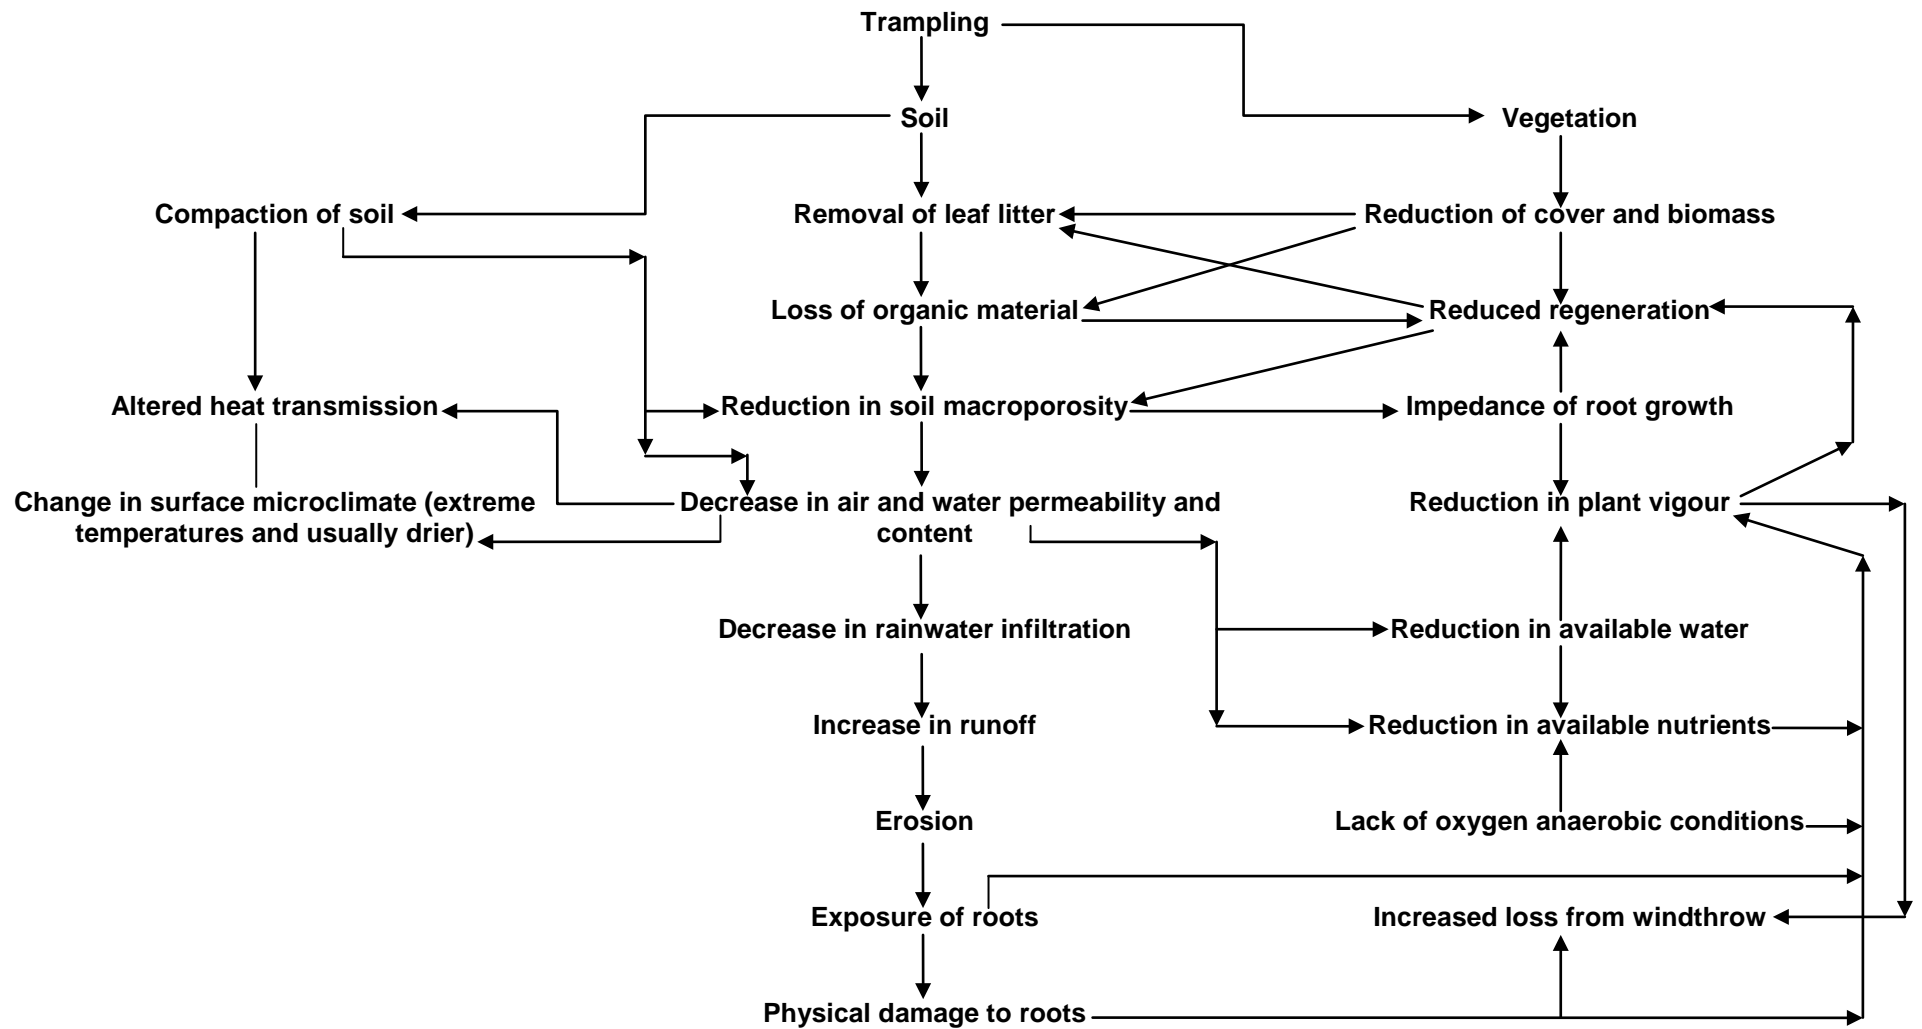 Trampling
Soil
Vegetation
Compaction of soil
Removal of leaf litter
Reduction of cover and biomass
Loss of organic material
Reduced regeneration
Altered heat transmission
Reduction in soil macroporosity
Impedance of root growth
Change in surface microclimate (extreme
temperatures and usually drier)
Decrease in air and water permeability and
content
Reduction in plant vigour
Decrease in rainwater infiltration
Reduction in available water
Increase in runoff
Reduction in available nutrients
Erosion
Lack of oxygen anaerobic conditions
Exposure of roots
Increased loss from windthrow
Physical damage to roots